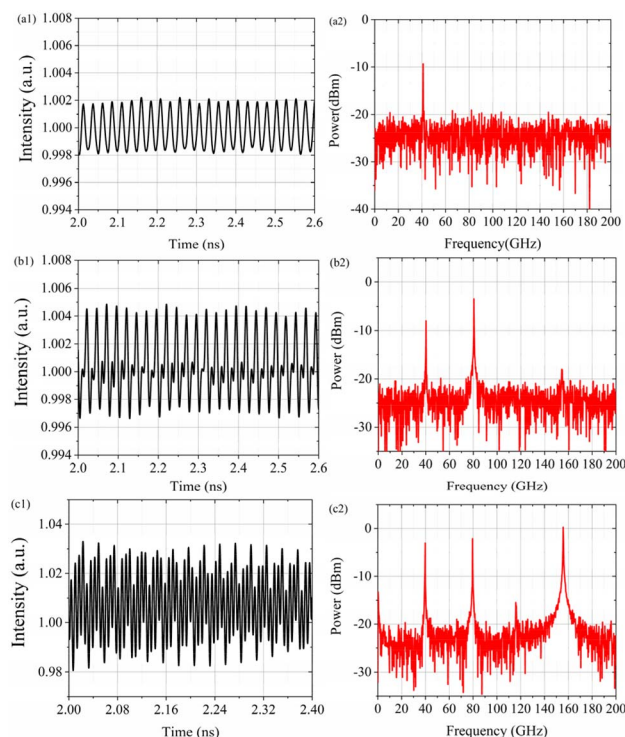 (a1)
1.008
1.006
1.004
1.002
1.000
0.998
0.996
0.994
Intensity (a.u.)
2.0 2.1 2.2 2.3 2.4 2.5 2.6
Time (ns)
(a2)
0
-10
-20
-30
-40
Power(dBm)
0 20 40 60 80 100 120 140 160 180 200
Frequency(GHz)
(b1)
1.008
1.006
1.004
1.002
1.000
0.998
0.996
0.994
Intensity (a.u.)
2.0 2.1 2.2 2.3 2.4 2.5 2.6
Time (ns)
(b2)
0
-10
-20
-30
Power (dBm)
0 20 40 60 80 100 120 140 160 180 200
Frequency (GHz)
(c1)
1.04
1.02
1.00
0.98
Intensity (a.u.)
2.00 2.08 2.16 2.24 2.32 2.40
Time (ns)
(c2)
0
-10
-20
-30
Power (dBm)
0 20 40 60 80 100 120 140 160 180 200
Frequency (GHz)